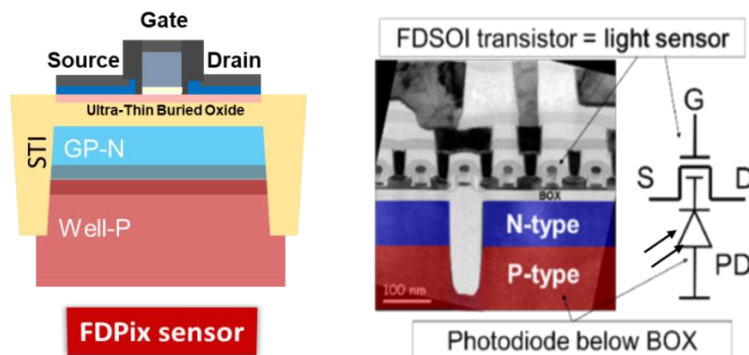 Gate
Source
Drain
Ultra-Thin Buried Oxide
STI
GP-N
Well-P
FDPix sensor
FDSOI transistor = light sensor
BOX
N-type
P-type
100 nm
G
S
D
PD
Photodiode below BOX